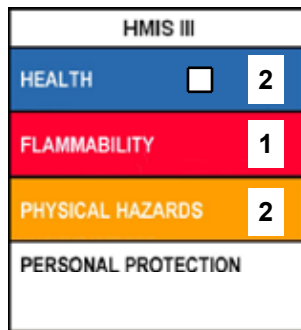 HMIS III
HEALTH 2
FLAMMABILITY 1
PHYSICAL HAZARDS 2
PERSONAL PROTECTION